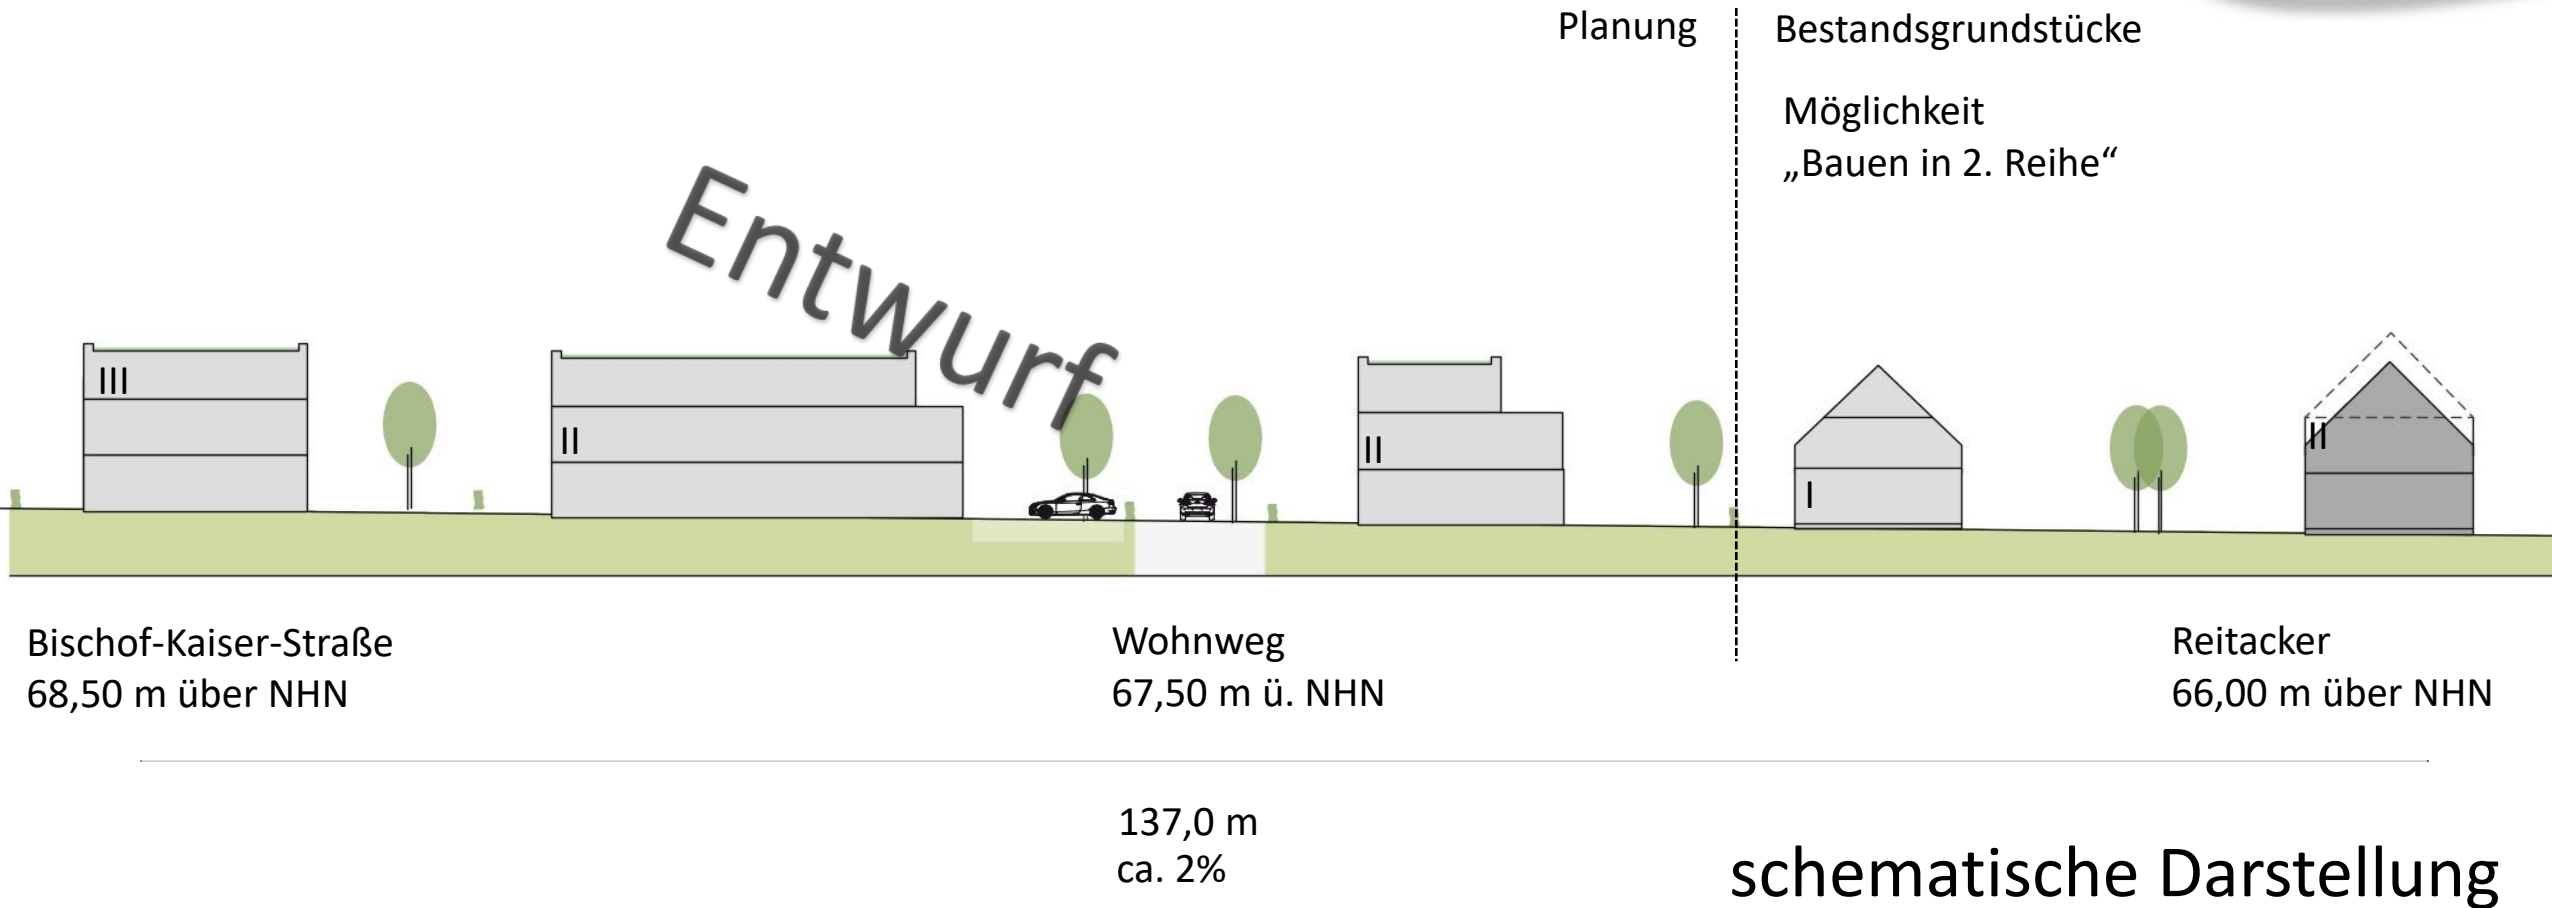 Planung
Bestandsgrundstücke
Möglichkeit
„Bauen in 2. Reihe“
Entwurf
III
II
II
I
II
Bischof-Kaiser-Straße
68,50 m über NHN
Wohnweg
67,50 m ü. NHN
Reitacker
66,00 m über NHN
137,0 m
ca. 2%
schematische Darstellung